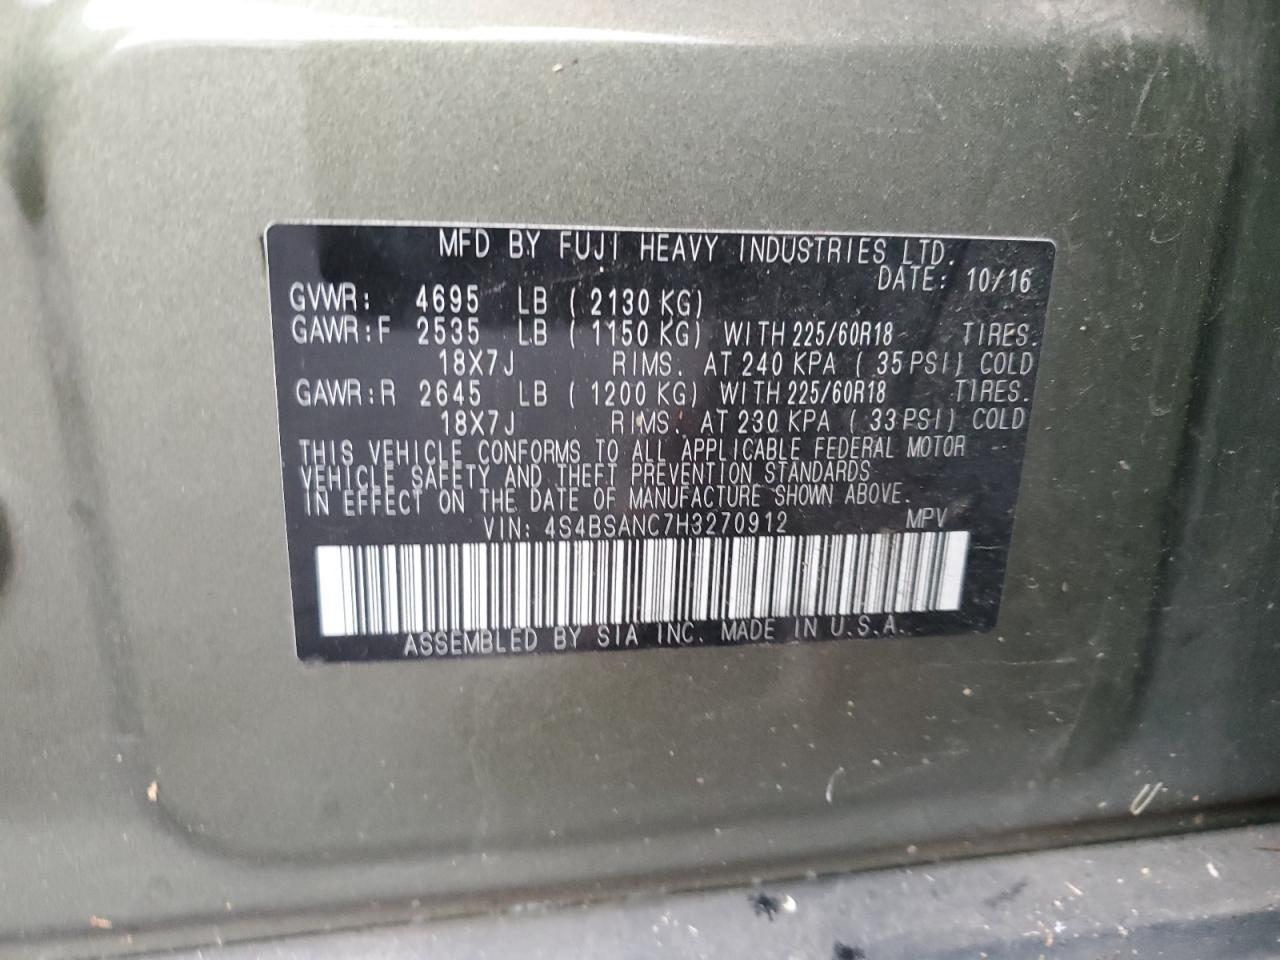 MFD BY FUJI HEAVY INDUSTRIES LTD.
DATE: 10/16
GVWR: 4695 LB ( 2130 KG)
GAWR:F 2535 LB ( 1150 KG) WITH 225/60R18 TIRES.
18X7J RIMS. AT 240 KPA ( 35 PSI) COLD
GAWR:R 2645 LB ( 1200 KG) WITH 225/60R18 TIRES.
18X7J RIMS. AT 230 KPA ( 33 PSI) COLD
THIS VEHICLE CONFORMS TO ALL APPLICABLE FEDERAL MOTOR
VEHICLE SAFETY AND THEFT PREVENTION STANDARDS
IN EFFECT ON THE DATE OF MANUFACTURE SHOWN ABOVE.
VIN: 4S4BSANC7H3270912 MPV
ASSEMBLED BY SIA INC. MADE IN U.S.A.